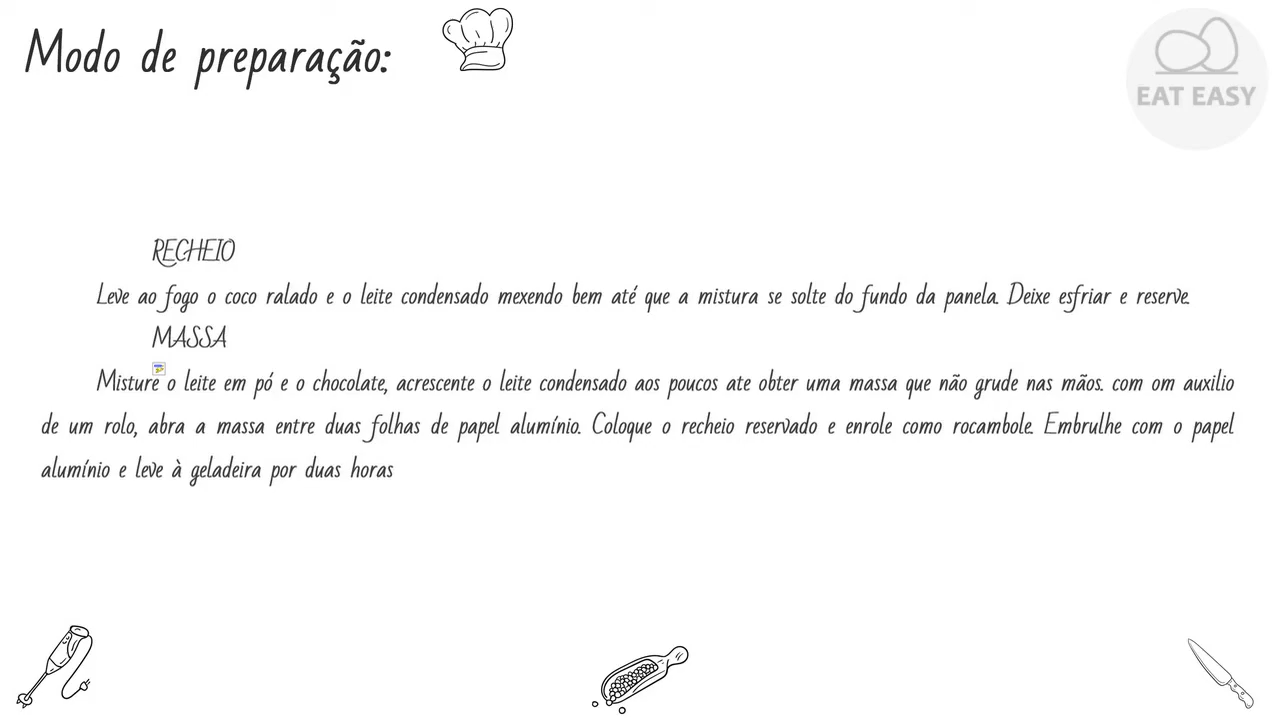 Modo de preparação:
EAT EASY
RECHEIO
Leve ao fogo o coco ralado e o leite condensado mexendo bem até que a mistura se solte do fundo da panela. Deixe esfriar e reserve.
MASSA
Misture o leite em pó e o chocolate, acrescente o leite condensado aos poucos ate obter uma massa que não grude nas mãos. com om auxilio
de um rolo, abra a massa entre duas folhas de papel alumínio. Coloque o recheio reservado e enrole como rocambole. Embrulhe com o papel
alumínio e leve à geladeira por duas horas